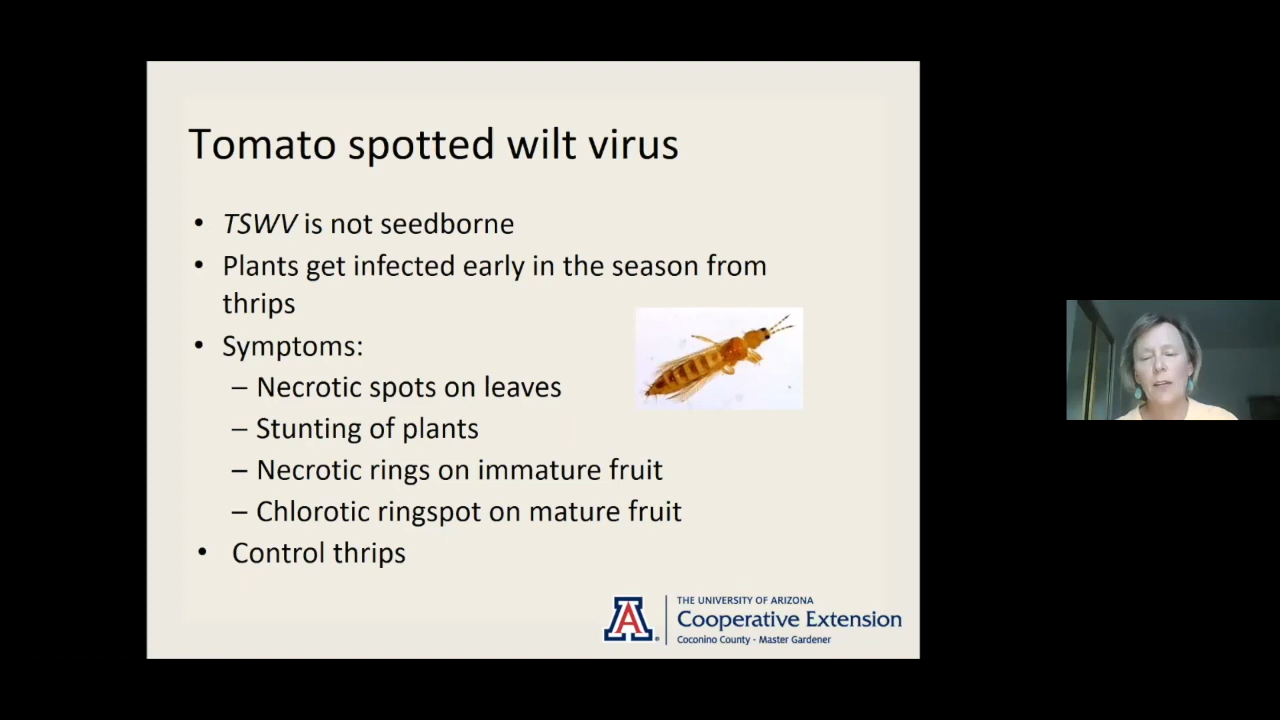 Tomato spotted wilt virus
• TSWV is not seedborne
• Plants get infected early in the season from
thrips
• Symptoms:
– Necrotic spots on leaves
– Stunting of plants
– Necrotic rings on immature fruit
– Chlorotic ringspot on mature fruit
• Control thrips
THE UNIVERSITY OF ARIZONA
Cooperative Extension
Coconino County - Master Gardener